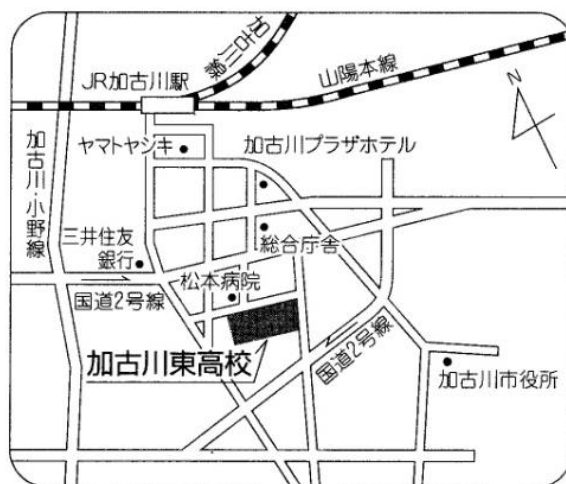 加古川線
JR加古川駅
山陽本線
N
ヤマトヤシキ
加古川プラザホテル
加古川・小野線
三井住友
銀行
総合庁舎
松本病院
国道2号線
加古川東高校
国道2号線
加古川市役所